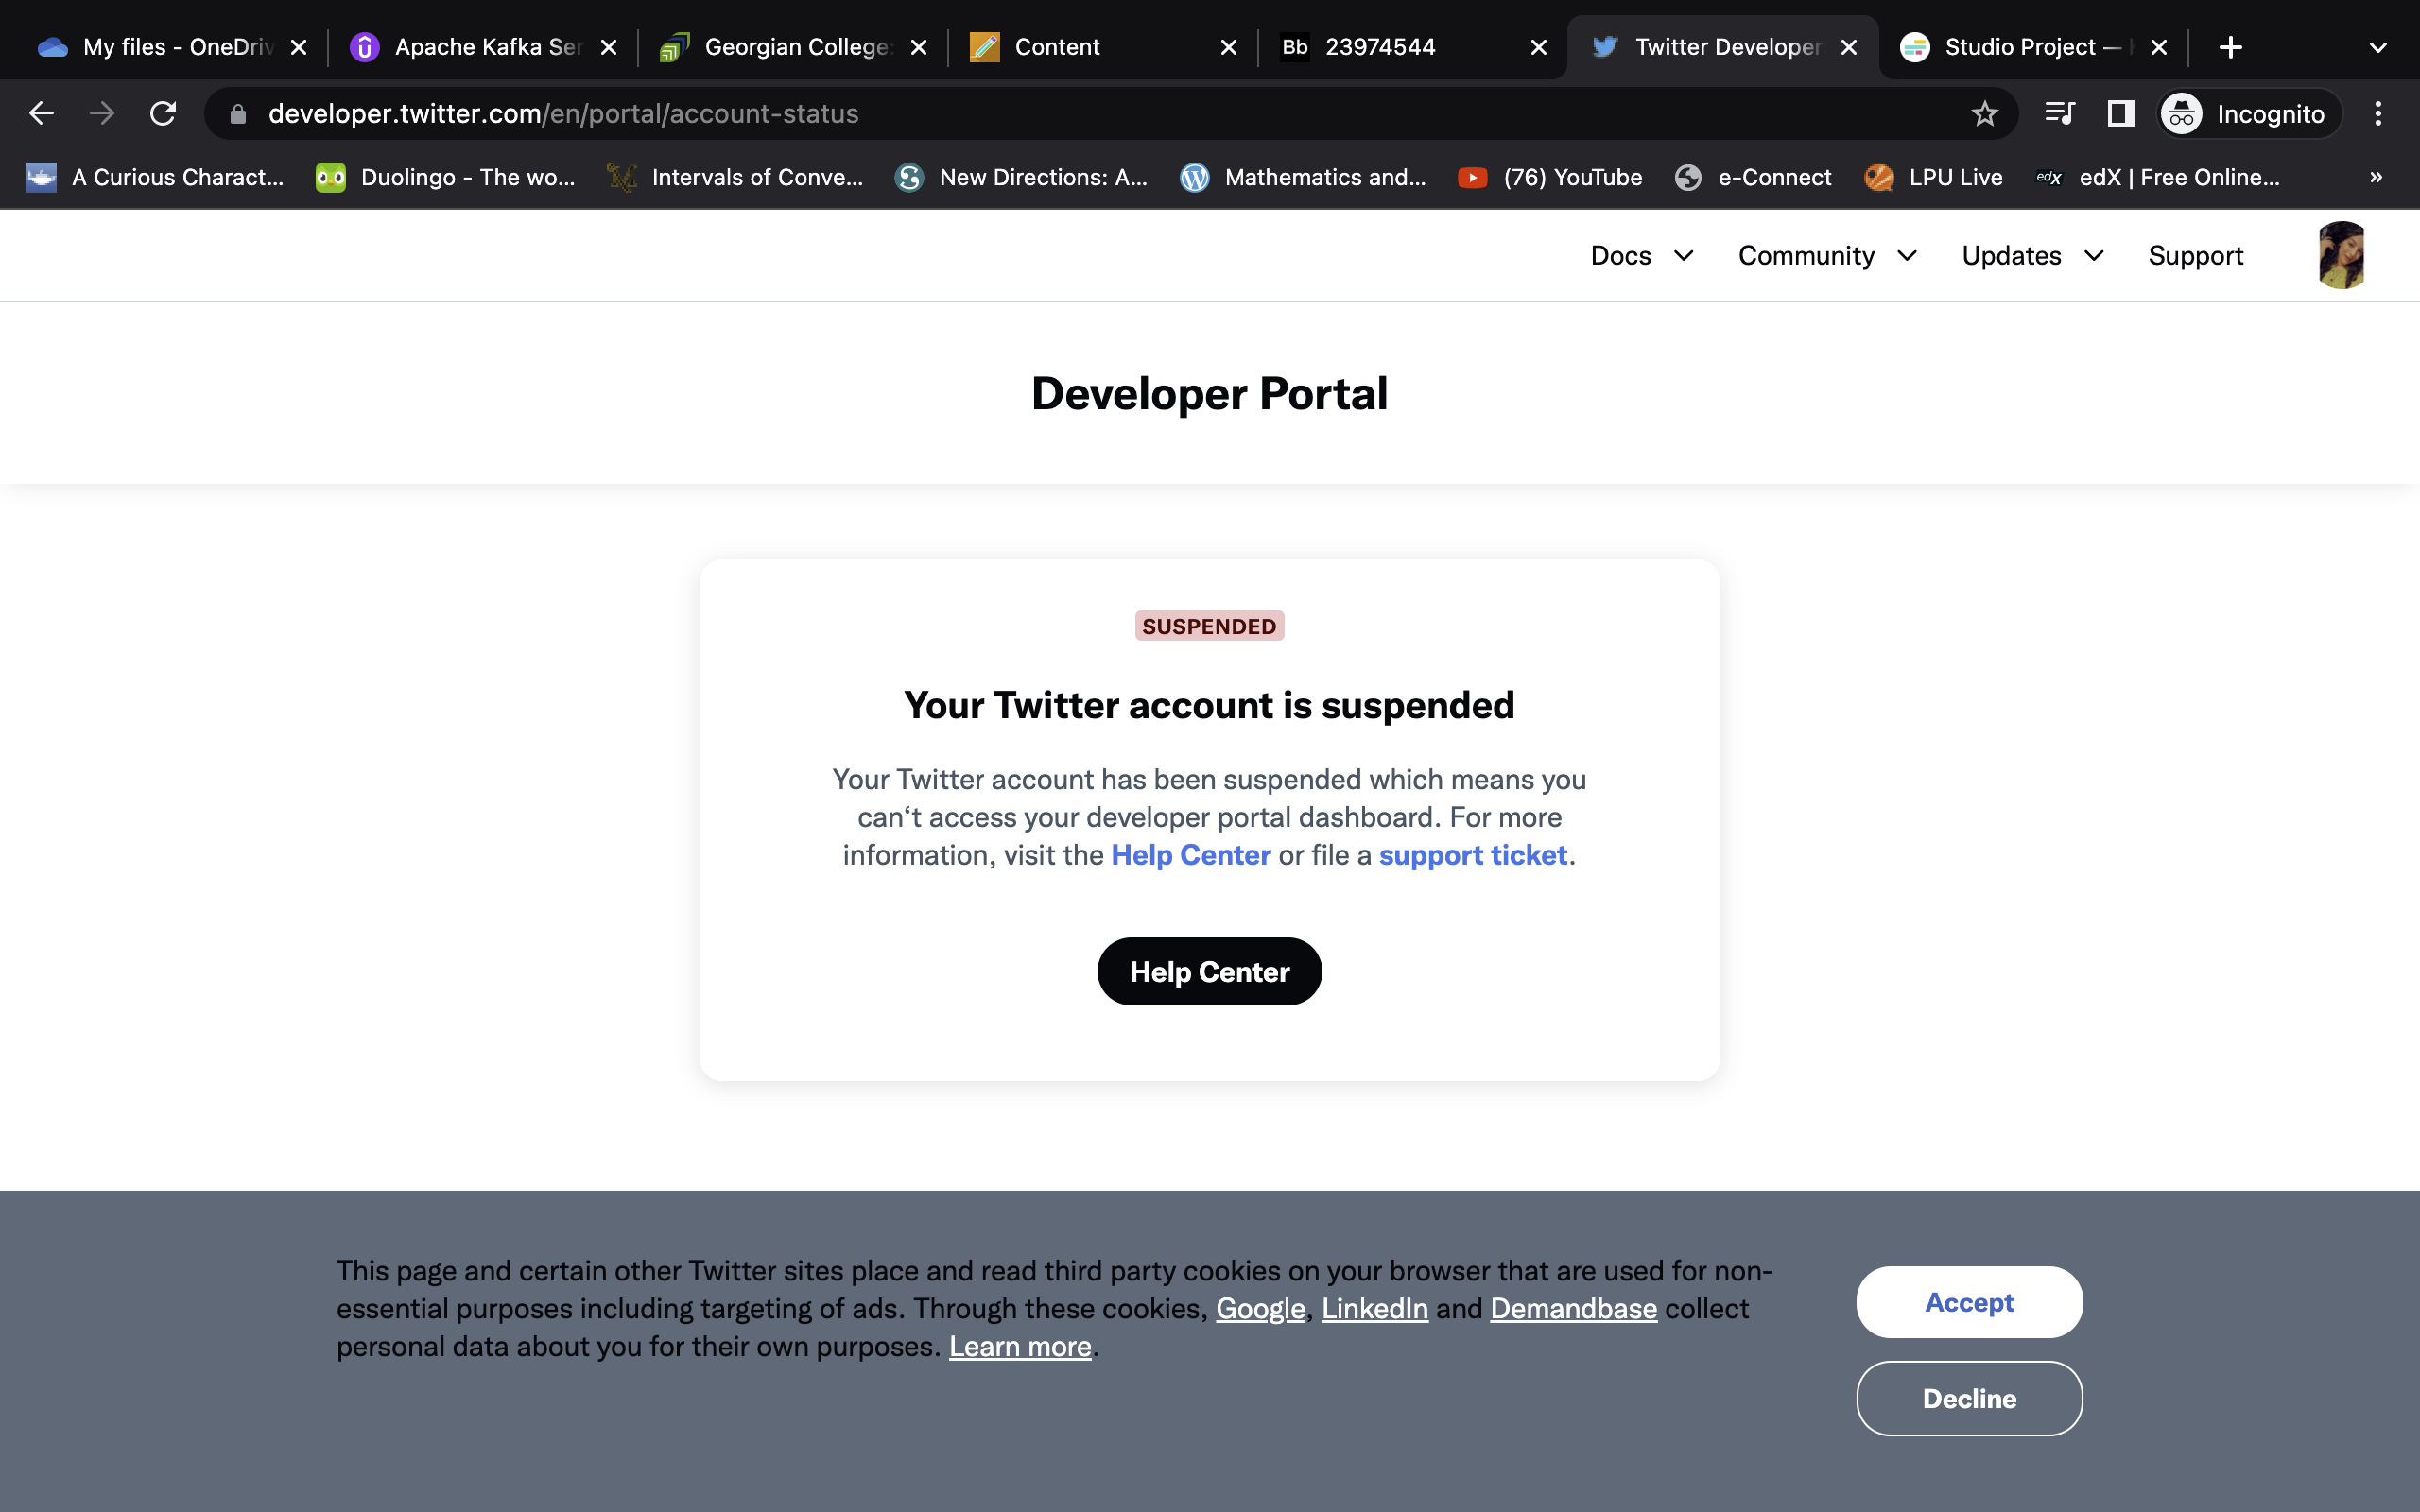 My files - OneDriv
Apache Kafka Ser
Georgian College:
Content
Bb 23974544
Twitter Developer
Studio Project —
developer.twitter.com/en/portal/account-status
Incognito
A Curious Charact...
Duolingo - The wo...
Intervals of Conve...
New Directions: A...
Mathematics and...
(76) YouTube
e-Connect
LPU Live
edX edX | Free Online...
»
Docs
Community
Updates
Support
Developer Portal
SUSPENDED
Your Twitter account is suspended
Your Twitter account has been suspended which means you
can‘t access your developer portal dashboard. For more
information, visit the Help Center or file a support ticket.
Help Center
This page and certain other Twitter sites place and read third party cookies on your browser that are used for non-
essential purposes including targeting of ads. Through these cookies, Google, LinkedIn and Demandbase collect
personal data about you for their own purposes. Learn more.
Accept
Decline